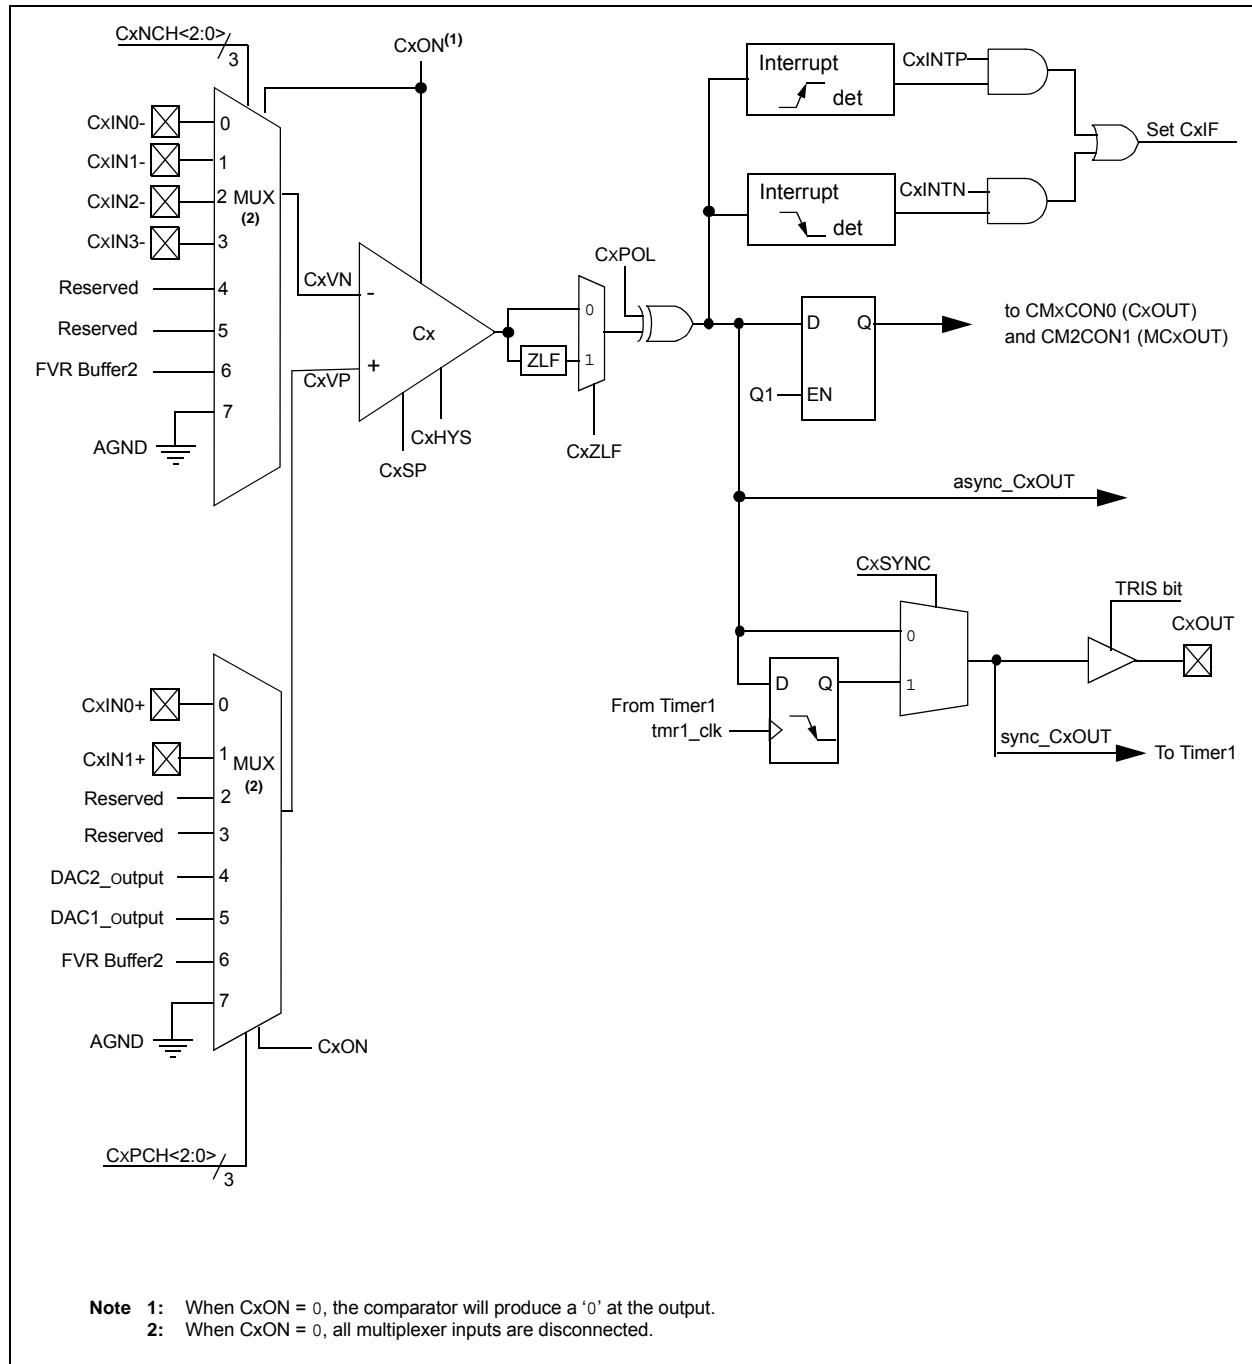 CxNCH<2:0>
3
CxON(1)
CxIN0-
0
CxIN1-
1
CxIN2-
2
MUX
(2)
CxIN3-
3
Reserved
4
Reserved
5
FVR Buffer2
6
7
AGND
CxVN
-
Cx
CxVP
+
CxHYS
CxSP
0
ZLF
1
CxZLF
CxPOL
Interrupt
det
CxINTP
Interrupt
det
CxINTN
Set CxIF
D
Q
Q1
EN
to CMxCON0 (CxOUT)
and CM2CON1 (MCxOUT)
async_CxOUT
CxSYNC
0
1
D
Q
From Timer1
tmr1_clk
TRIS bit
CxOUT
sync_CxOUT
To Timer1
CxIN0+
0
CxIN1+
1
MUX
(2)
Reserved
2
Reserved
3
DAC2_output
4
DAC1_output
5
FVR Buffer2
6
7
AGND
CxON
CxPCH<2:0>
3
Note 1: When CxON = 0, the comparator will produce a ‘0’ at the output.
2: When CxON = 0, all multiplexer inputs are disconnected.